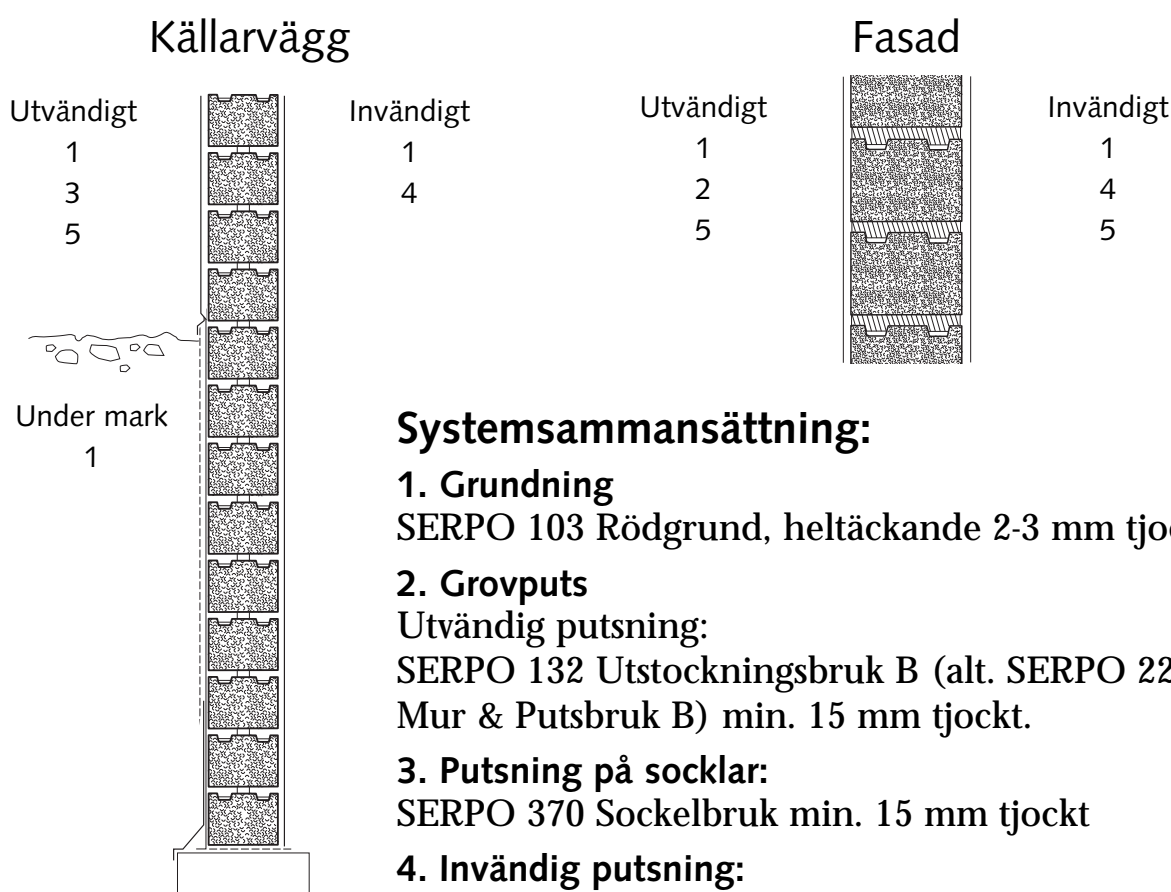 Källarvägg
Utvändigt
1
3
5
Invändigt
1
4
Under mark
1
Fasad
Utvändigt
1
2
5
Invändigt
1
4
5
Systemsammansättning:
1. Grundning
SERPO 103 Rödgrund, heltäckande 2-3 mm
2. Grovputs
Utvändig putsning:
SERPO 132 Utstockningsbruk B (alt. SERPO
Mur & Putsbruk B) min. 15 mm tjockt.
3. Putsning på socklar:
SERPO 370 Sockelbruk min. 15 mm tjockt
4. Invändig putsning: